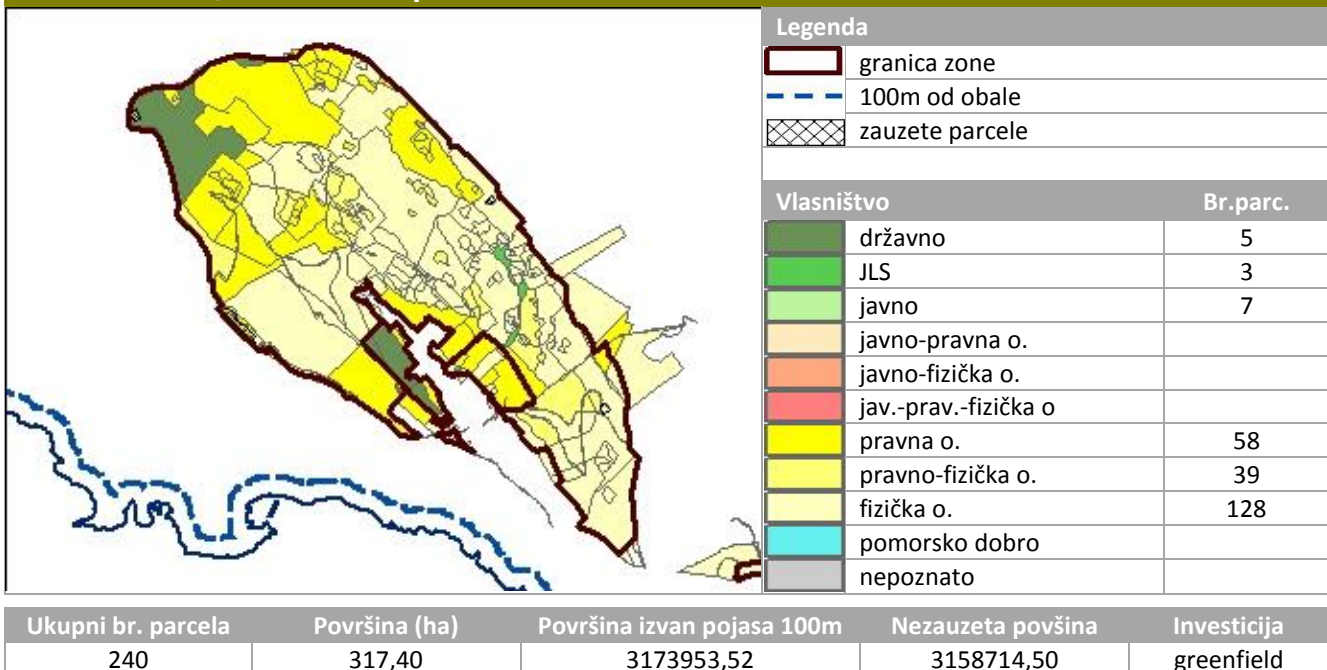 Legenda
granica zone
100m od obale
zauzete parcele
Vlasništvo Br.parc.
državno 5
JLS 3
javno 7
javno-pravna o.
javno-fizička o.
jav.-prav.-fizička o
pravna o. 58
pravno-fizička o. 39
fizička o. 128
pomorsko dobro
nepoznato
Ukupni br. parcela Površina (ha) Površina izvan pojasa 100m Nezauzeta povšina Investicija
240 317,40 3173953,52 3158714,50 greenfield